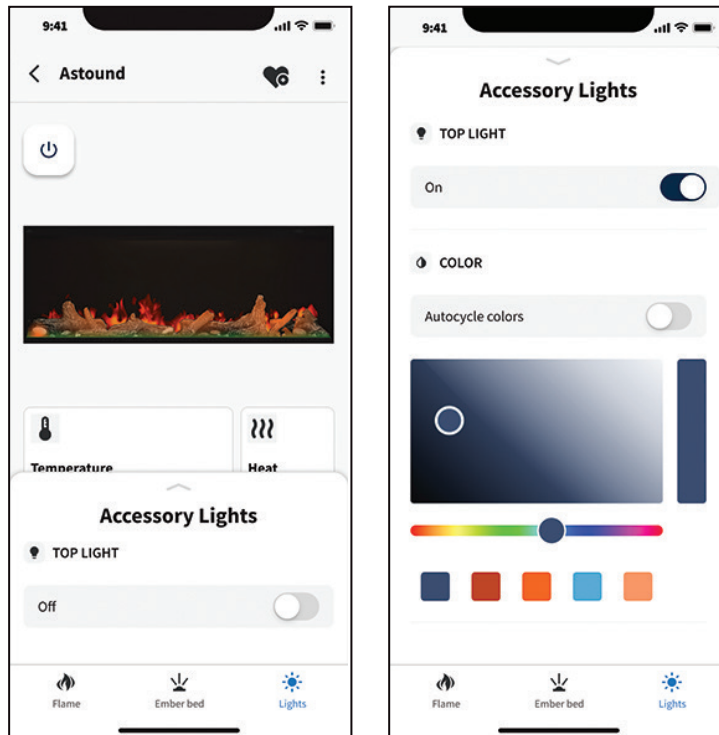 9:41
Astound
Temperature
Heat
Accessory Lights
TOP LIGHT
Off
Flame
Ember bed
Lights
9:41
Accessory Lights
TOP LIGHT
On
COLOR
Autocycle colors
Flame
Ember bed
Lights